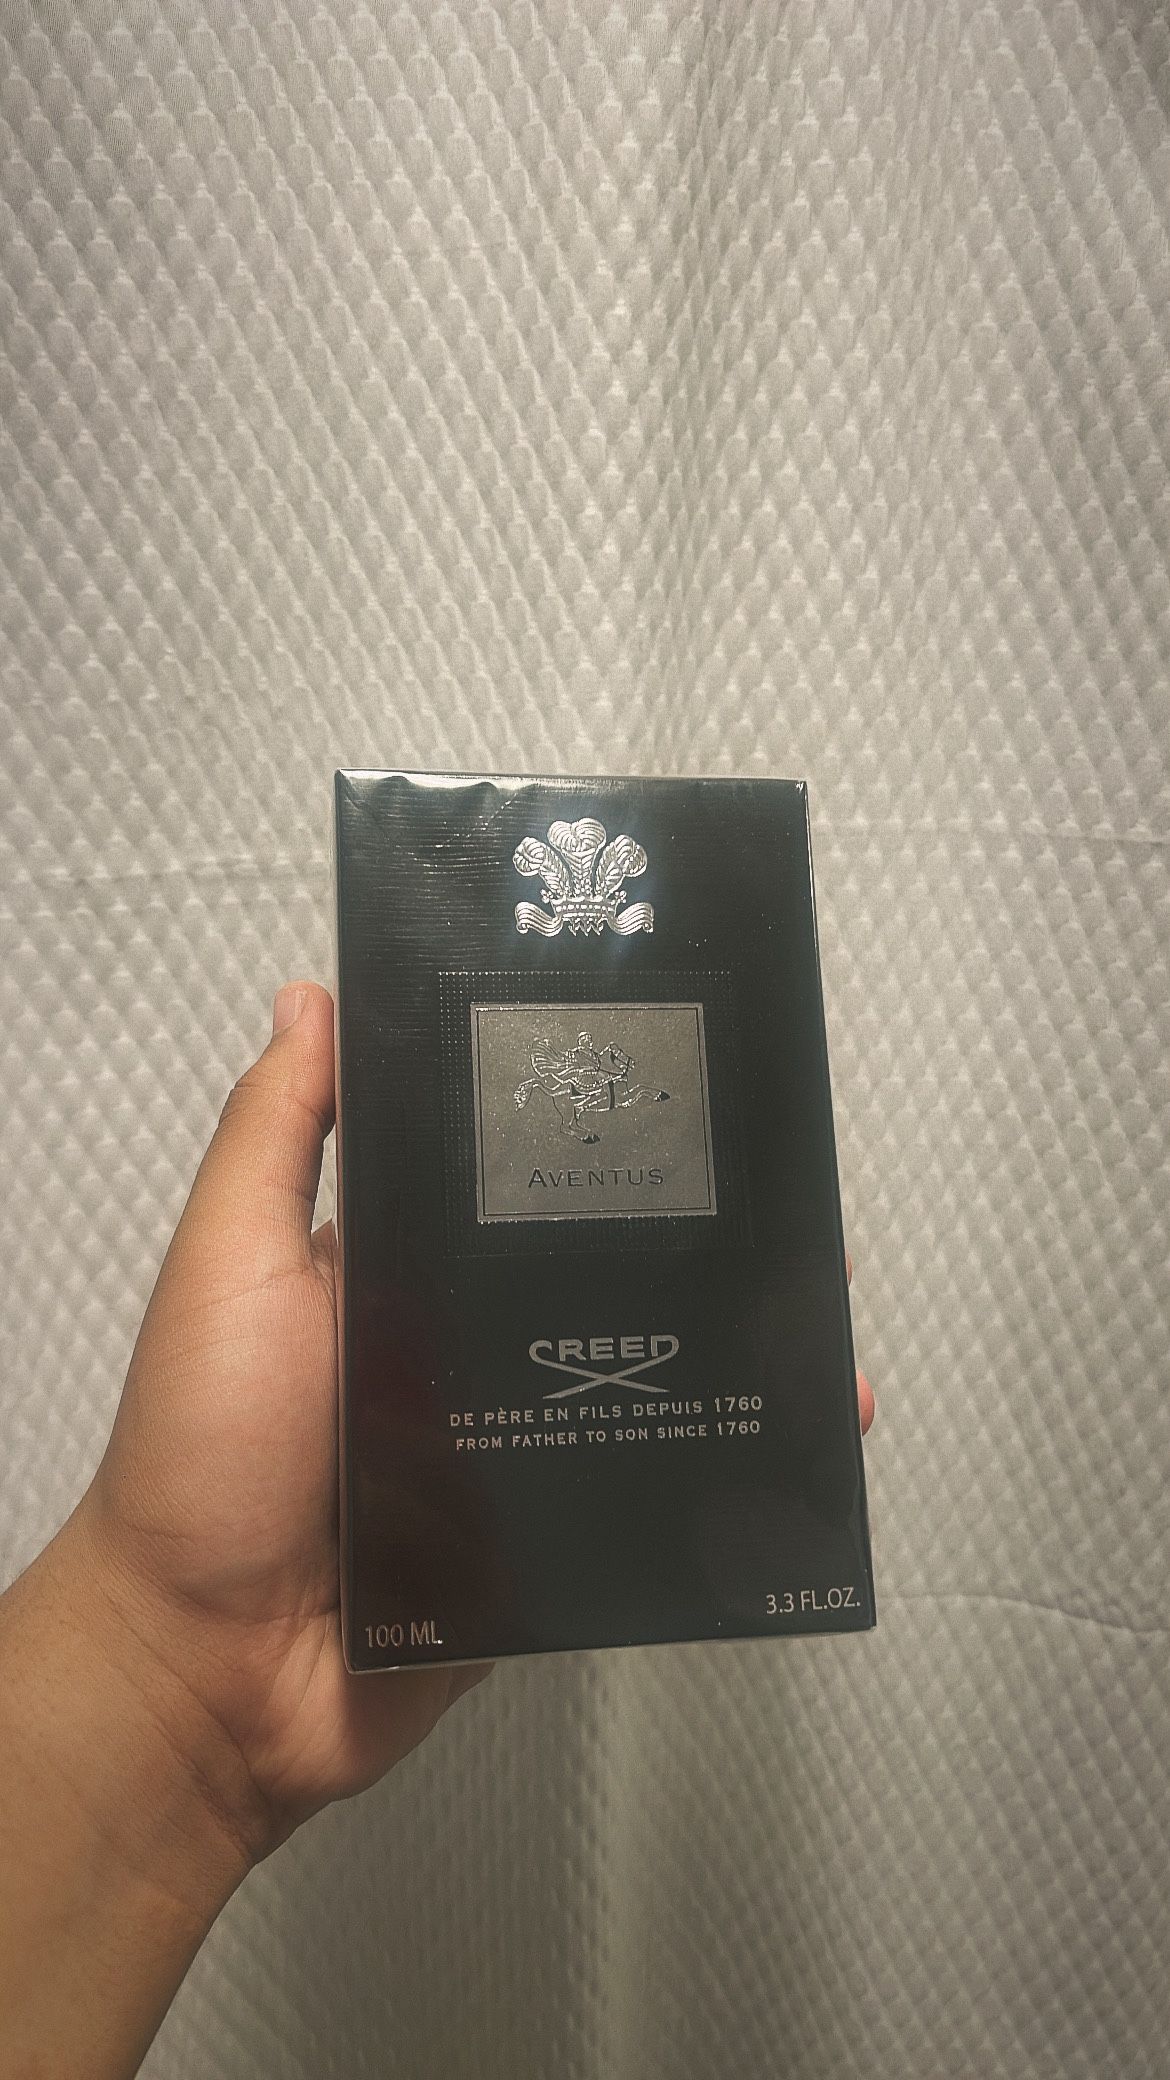 AVENTUS
CREED
DE PÈRE EN FILS DEPUIS 1760
FROM FATHER TO SON SINCE 1760
3.3 FL.OZ.
100 ML